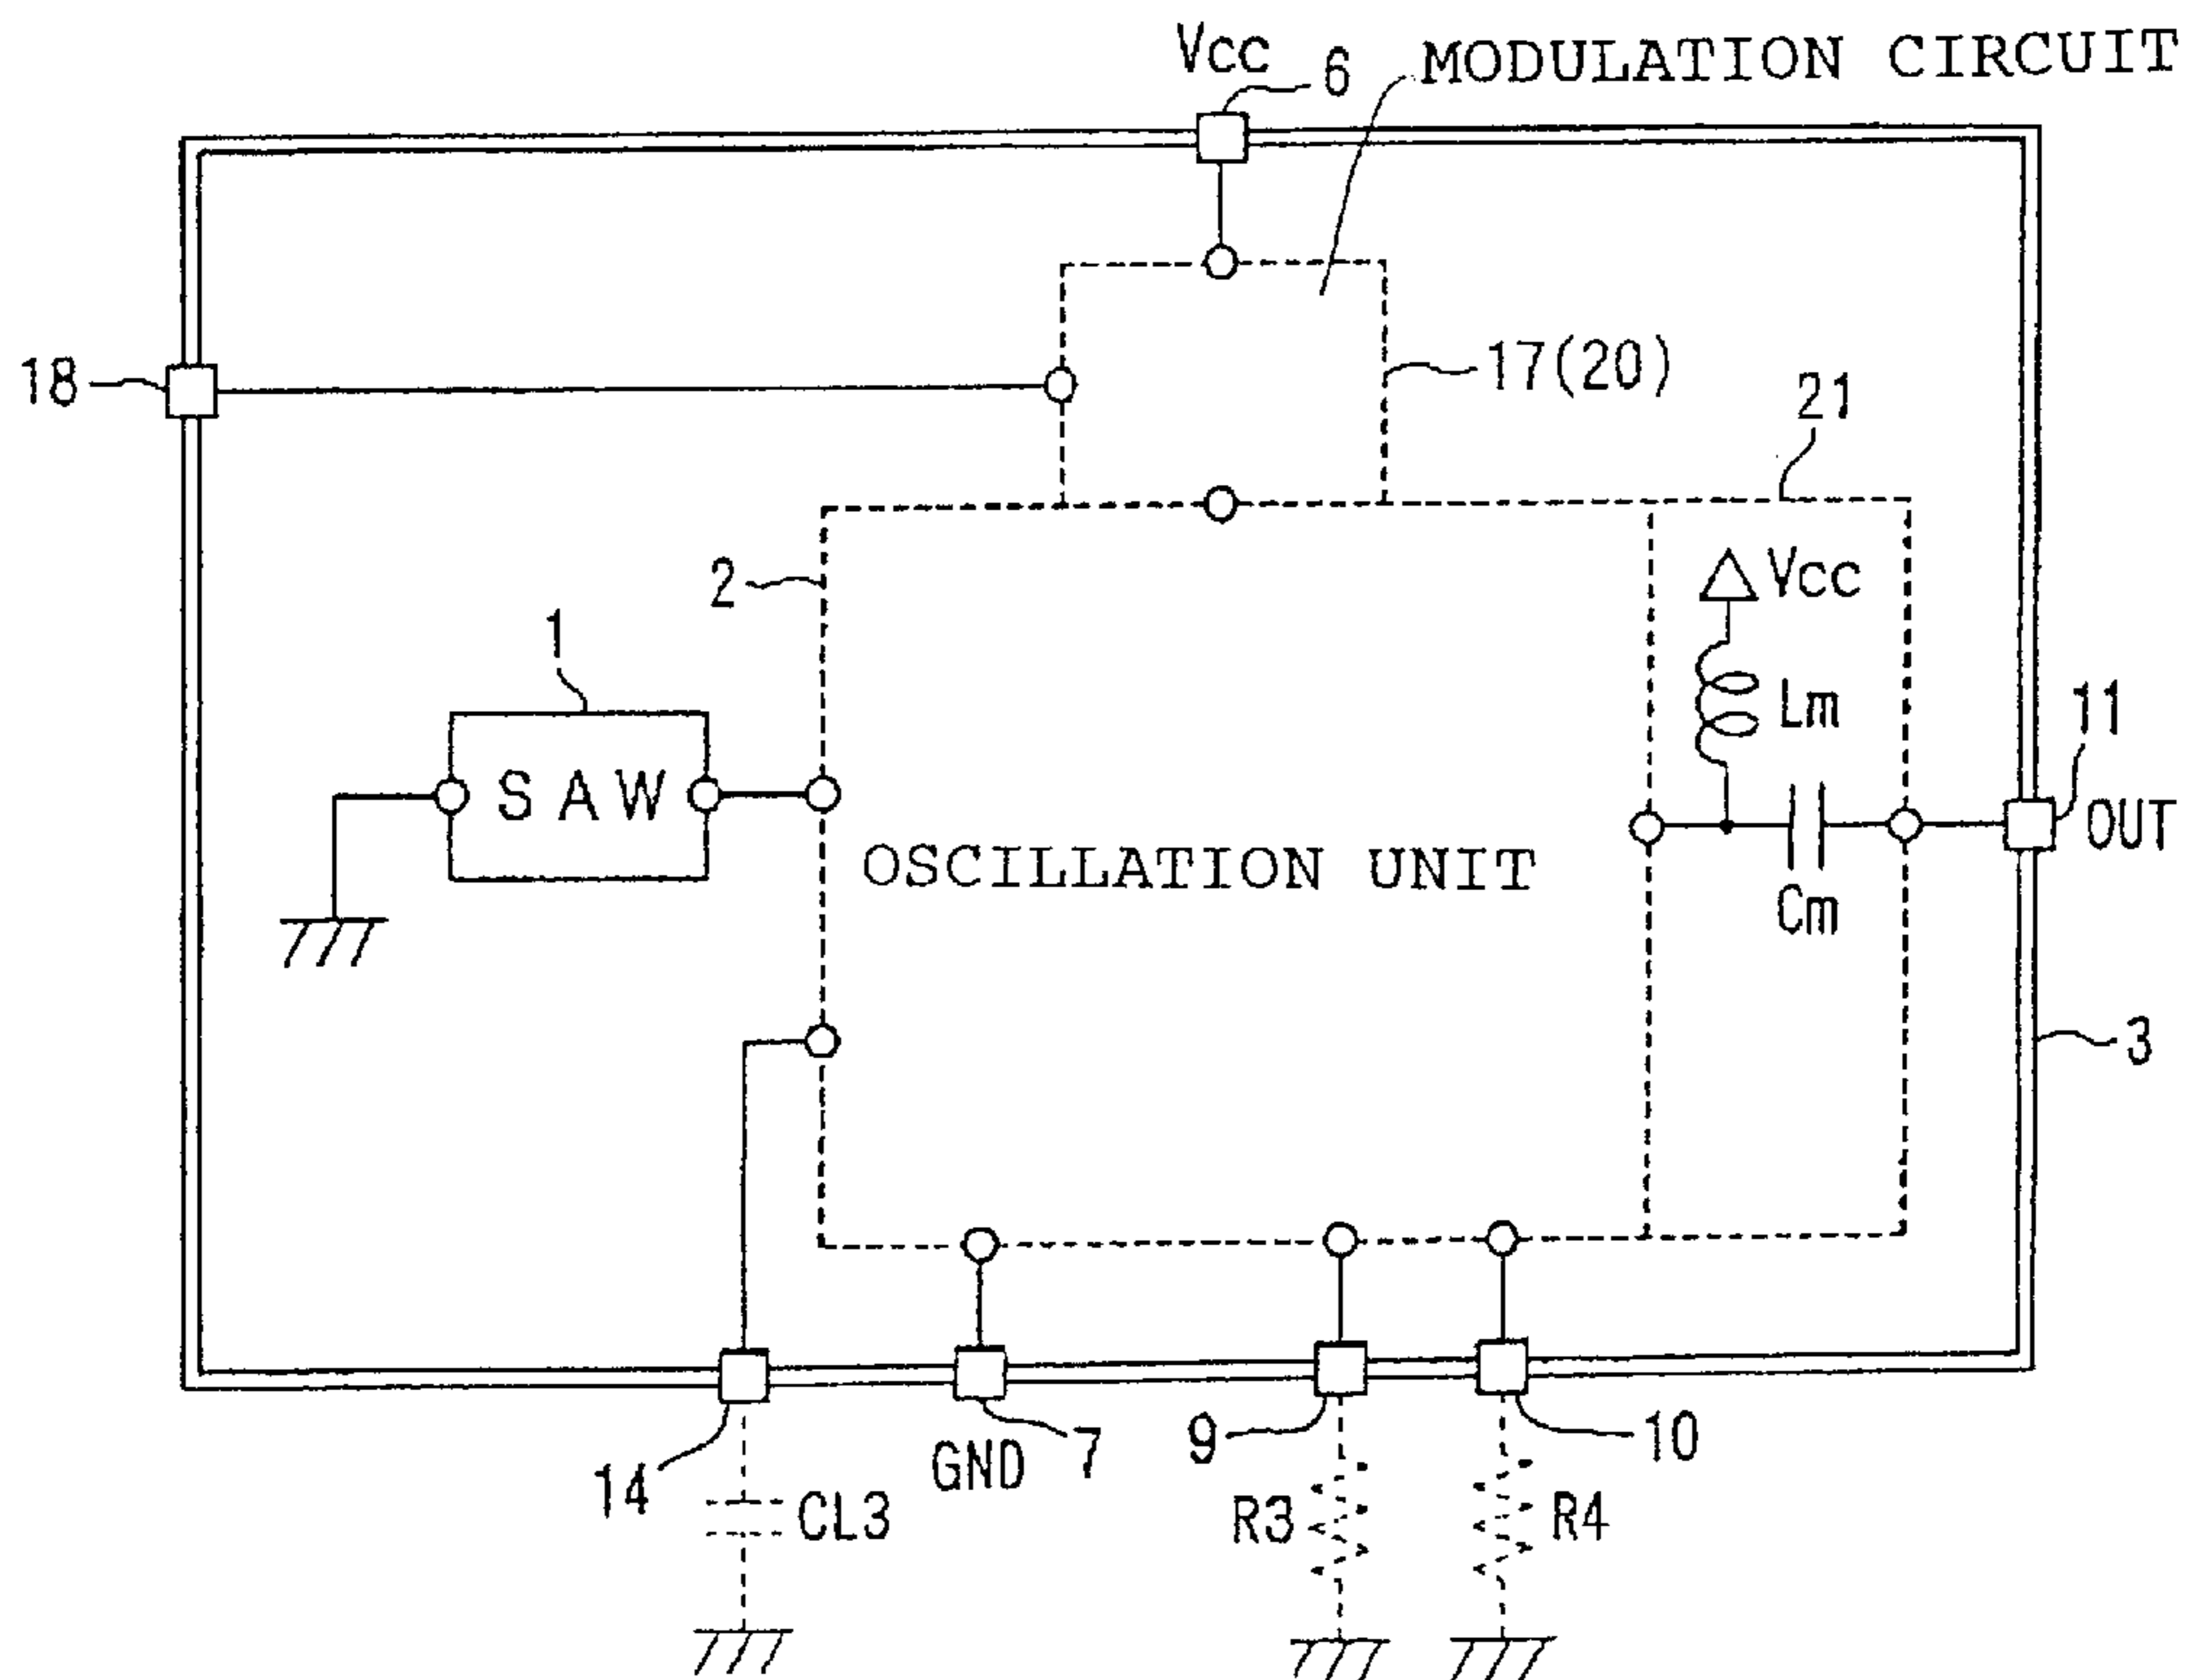 Vcc
6
MODULATION CIRCUIT
18
17(20)
21
2
Vcc
1
Lm
11
SAW
OUT
OSCILLATION UNIT
Cm
3
14
GND
7
9
10
CL3
R3
R4